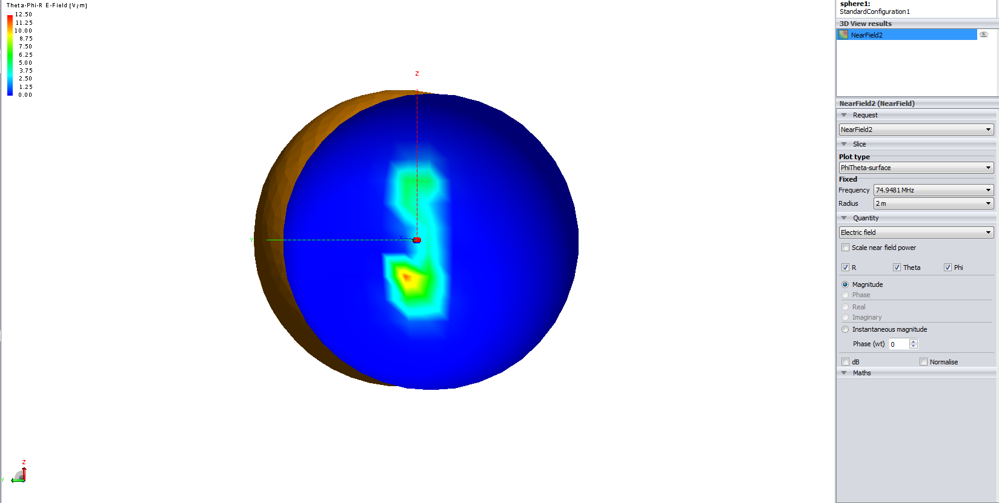 Theta-Phi-R E-Field [V/m]
12.50
11.25
10.00
8.75
7.50
6.25
5.00
3.75
2.50
1.25
0.00
Z
Y
X
Z
Y
sphere1:
StandardConfiguration1
3D View results
NearField2
NearField2 (NearField)
Request
NearField2
Slice
Plot type
PhiTheta-surface
Fixed
Frequency 74.9481 MHz
Radius 2 m
Quantity
Electric field
Scale near field power
R Theta Phi
Magnitude
Phase
Real
Imaginary
Instantaneous magnitude
Phase (wt) 0
dB Normalise
Maths